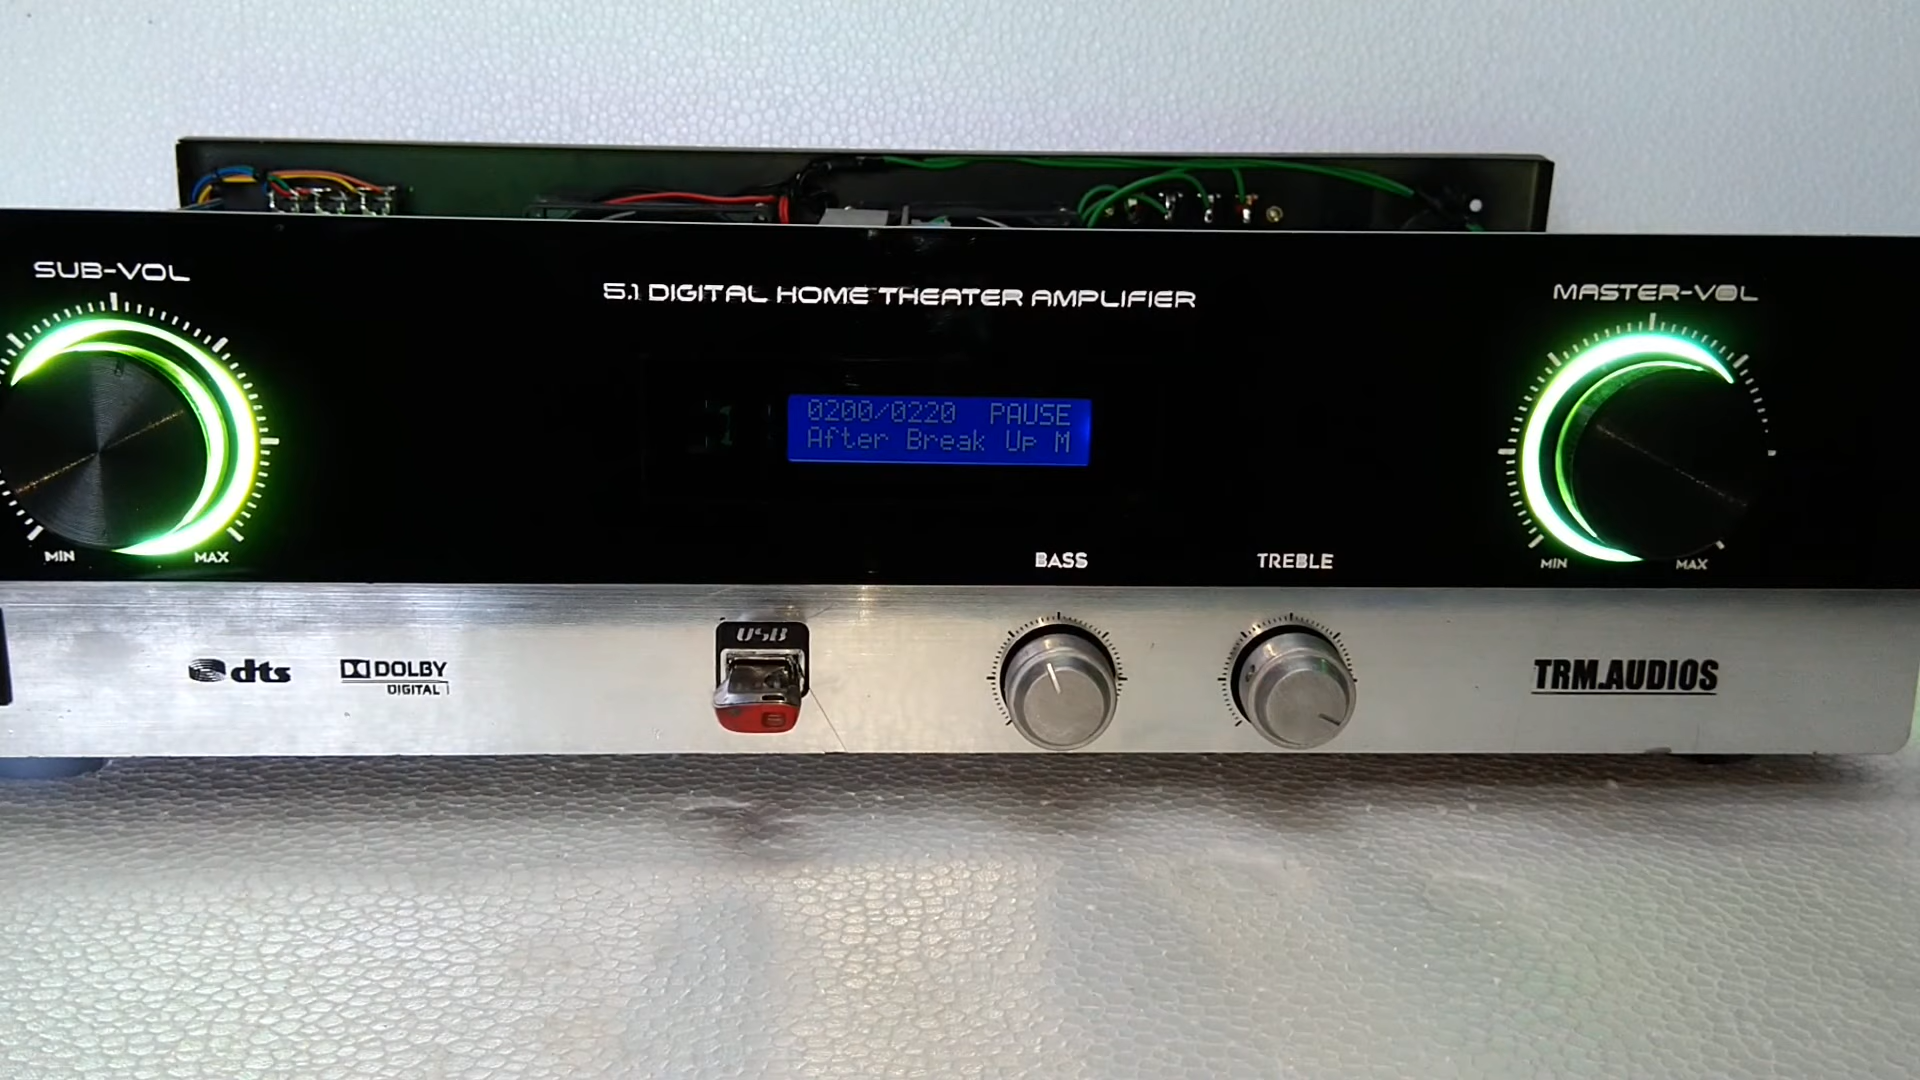 SUB-VOL
5.1 DIGITAL HOME THEATER AMPLIFIER
MASTER-VOL
0200/0220 PAUSE
After Break Up M
MIN
MAX
BASS
TREBLE
MIN
MAX
USB
dts
DOLBY
DIGITAL
TRM.AUDIOS